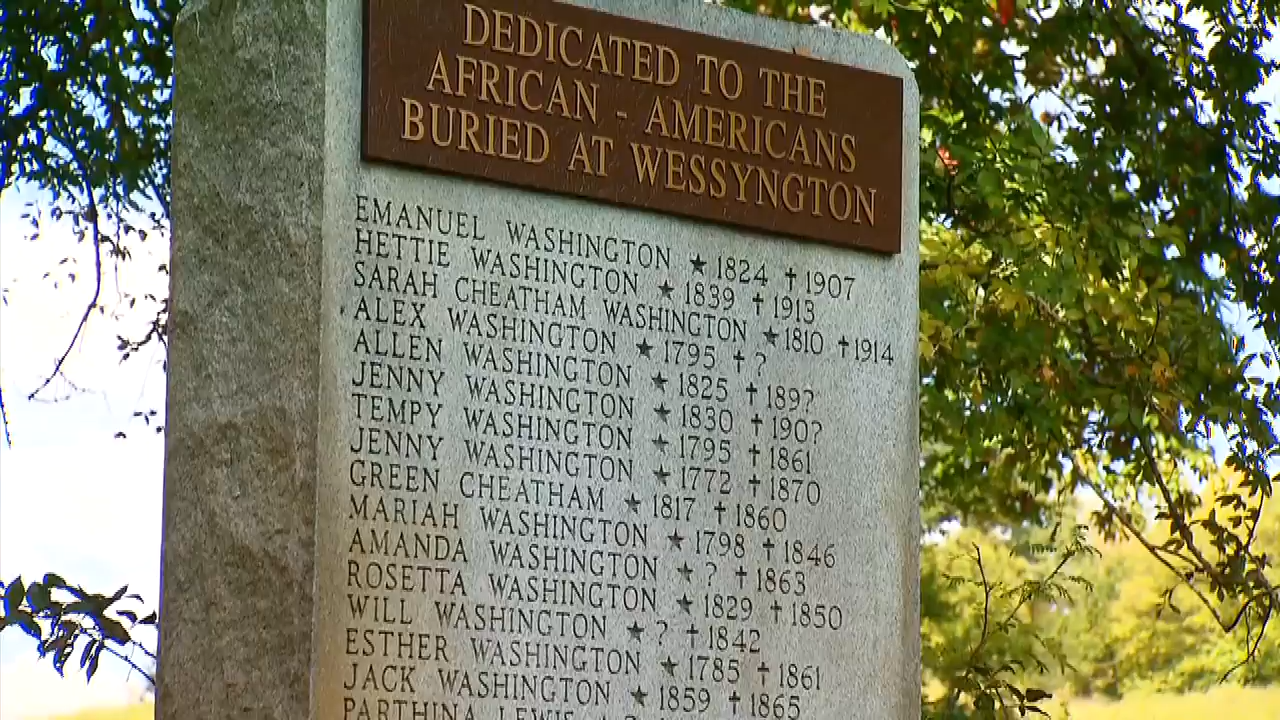 DEDICATED TO THE
AFRICAN - AMERICANS
BURIED AT WESSYNGTON
EMANUEL WASHINGTON ★ 1824 † 1907
HETTIE WASHINGTON ★ 1839 † 1913
SARAH CHEATHAM WASHINGTON ★ 1810 † 1914
ALEX WASHINGTON ★ 1795 † ?
ALLEN WASHINGTON ★ 1825 † 189?
JENNY WASHINGTON ★ 1830 † 190?
TEMPY WASHINGTON ★ 1795 † 1861
JENNY WASHINGTON ★ 1772 † 1870
GREEN CHEATHAM ★ 1817 † 1860
MARIAH WASHINGTON ★ 1798 † 1846
AMANDA WASHINGTON ★ ? † 1863
ROSETTA WASHINGTON ★ 1829 † 1850
WILL WASHINGTON ★ ? † 1842
ESTHER WASHINGTON ★ 1785 † 1861
JACK WASHINGTON ★ 1859 † 1865
PARTHINA LEWIS